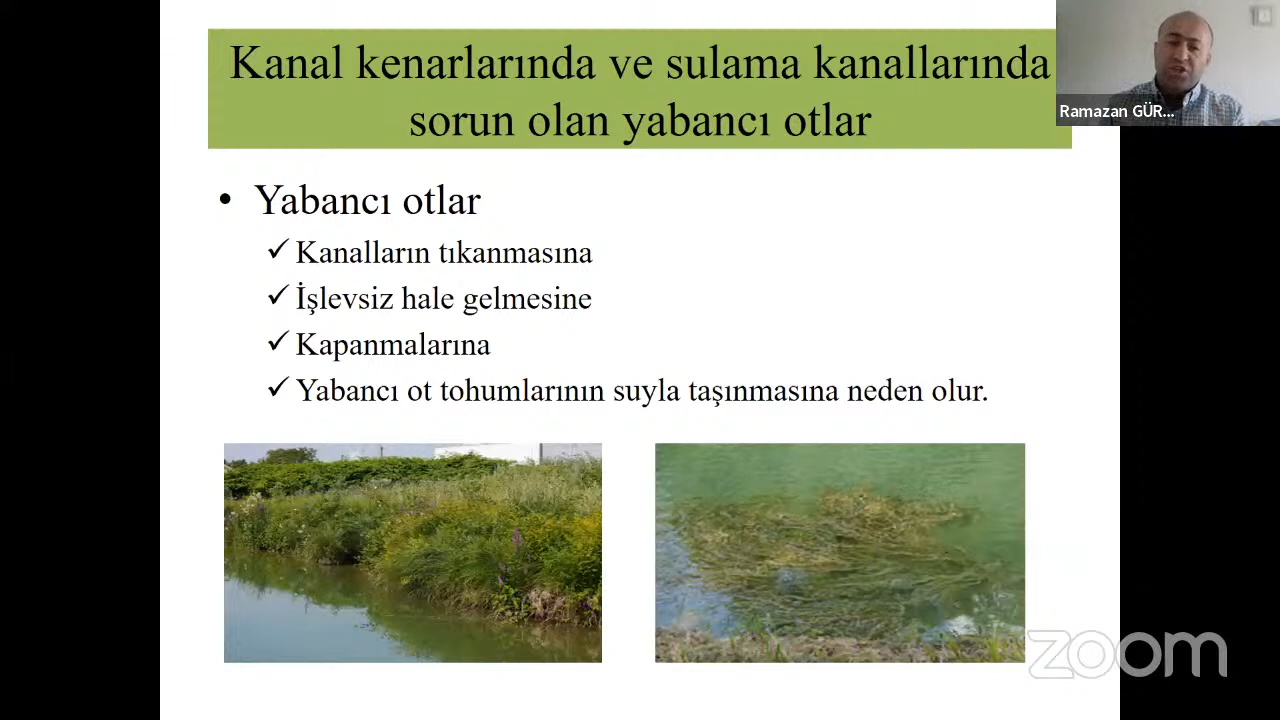 Kanal kenarlarında ve sulama kanallarında
sorun olan yabancı otlar
Ramazan GÜR...
• Yabancı otlar
✓ Kanalların tıkanmasına
✓ İşlevsiz hale gelmesine
✓ Kapanmalarına
✓ Yabancı ot tohumlarının suyla taşınmasına neden olur.
zoom